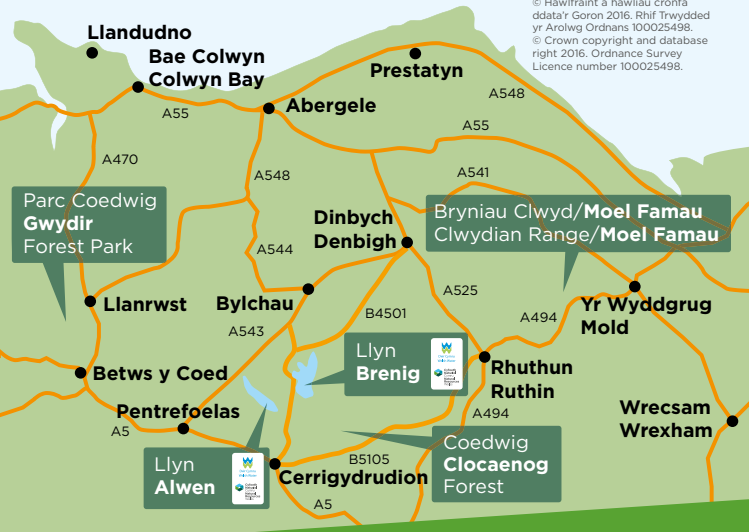 © Hawlfraint a hawliau cronfa
ddata'r Goron 2016. Rhif Trwydded
yr Arolwg Ordnans 100025498.
© Crown copyright and database
right 2016. Ordnance Survey
Licence number 100025498.
Llandudno
Bae Colwyn
Colwyn Bay
Prestatyn
Abergele
A55
A548
A55
A470
A548
A541
Parc Coedwig
Gwydir
Forest Park
Dinbych
Denbigh
Bryniau Clwyd/Moel Famau
Clwydian Range/Moel Famau
A544
Llanrwst
Bylchau
A525
B4501
A494
Yr Wyddgrug
Mold
A543
Llyn
Brenig
Betws y Coed
Rhuthun
Ruthin
Pentrefoelas
A5
A494
Wrecsam
Wrexham
Llyn
Alwen
B5105
Cerrigydrudion
Coedwig
Clocaenog
Forest
A5